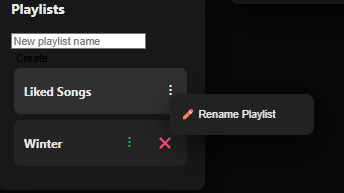 Playlists
New playlist name
Create
Liked Songs
Rename Playlist
Winter